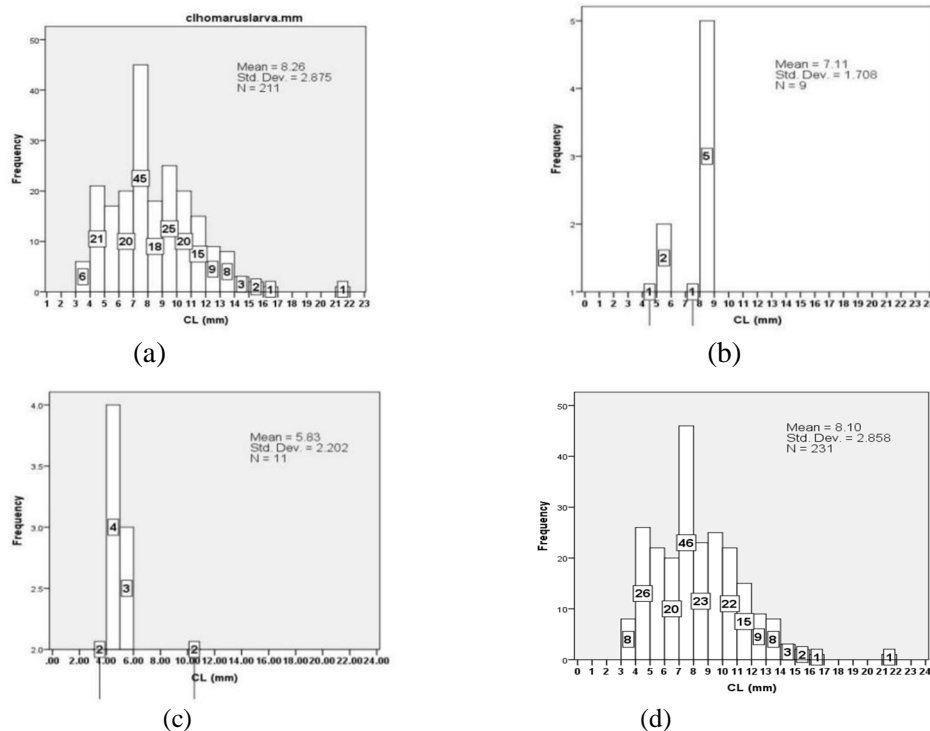 clhomaruslarva.mm
Mean = 8.26
Std. Dev. = 2.875
N = 211
Frequency
50
40
30
20
10
0
6
21
20
45
18
25
20
15
9
8
3
2
1
1
1 2 3 4 5 6 7 8 9 10 11 12 13 14 15 16 17 18 19 20 21 22 23
CL (mm)
(a)
Mean = 7.11
Std. Dev. = 1.708
N = 9
Frequency
5
4
3
2
1
1
2
1
5
0 1 2 3 4 5 6 7 8 9 10 11 12 13 14 15 16 17 18 19 20 21 22 23 24
CL (mm)
(b)
Mean = 5.83
Std. Dev. = 2.202
N = 11
Frequency
4.0
3.5
3.0
2.5
2.0
2
4
3
2
.00 2.00 4.00 6.00 8.00 10.00 12.00 14.00 16.00 18.00 20.00 22.00 24.00
CL (mm)
(c)
Mean = 8.10
Std. Dev. = 2.858
N = 231
Frequency
50
40
30
20
10
0
8
26
20
46
23
22
15
9
8
3
2
1
1
0 1 2 3 4 5 6 7 8 9 10 11 12 13 14 15 16 17 18 19 20 21 22 23 24
CL (mm)
(d)